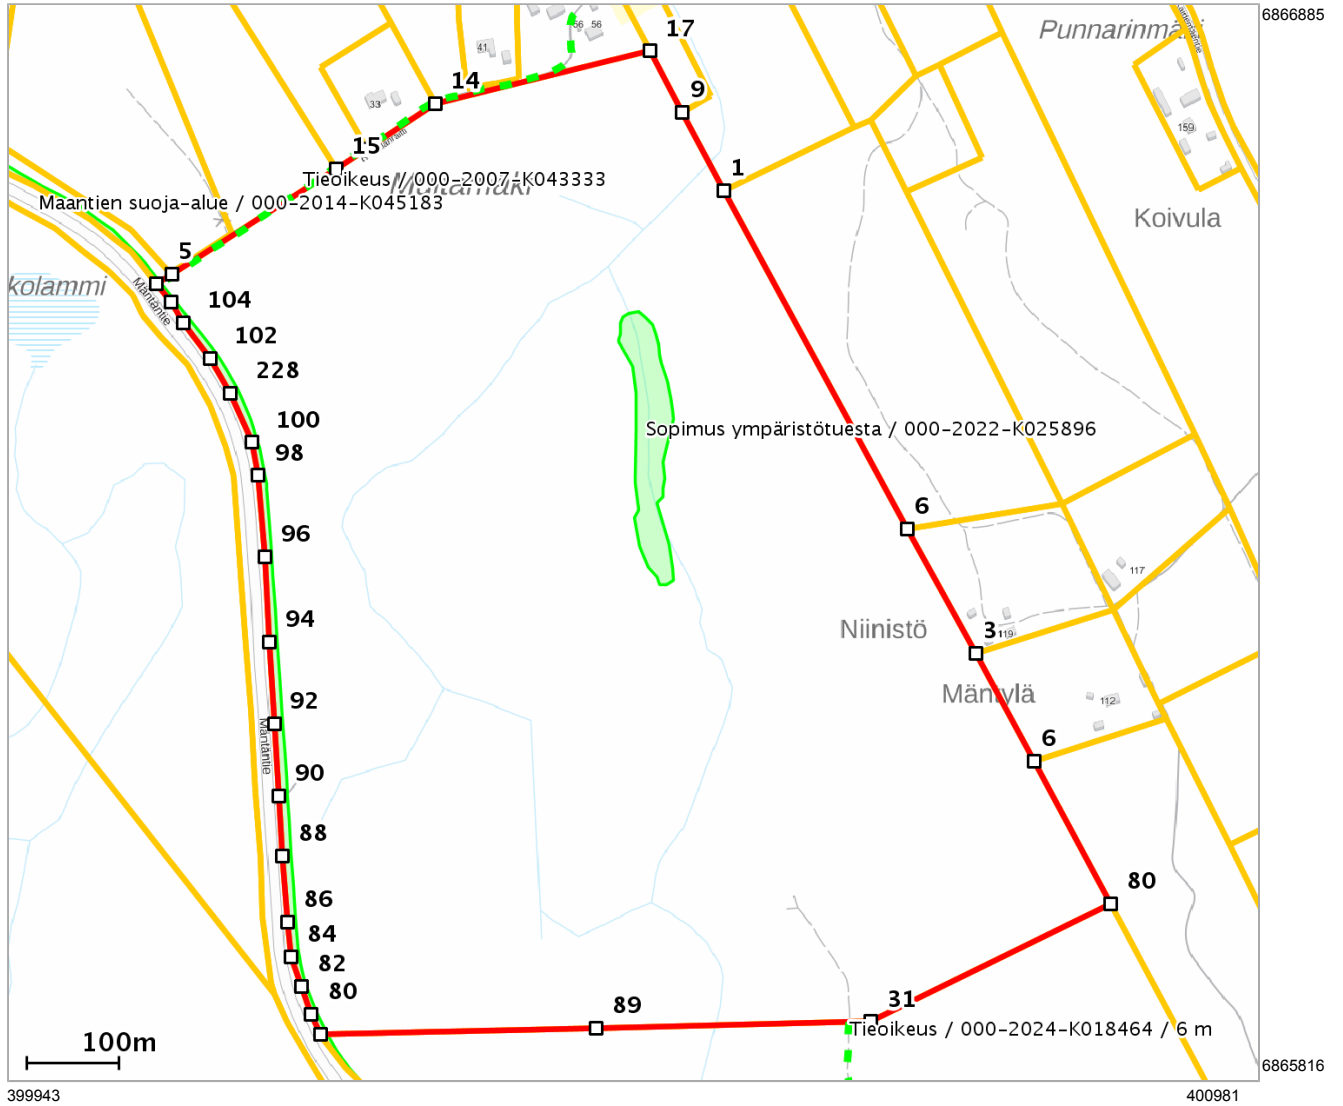 6866885
17
Punnarinmäki
56 56
41
14
9
33
159
15
1
Tieoikeus / 000-2007-K043333
Multamäki
Maantien suoja-alue / 000-2014-K045183
Koivula
5
kolammi
Mäntäntie
104
102
228
100
Sopimus ympäristötuesta / 000-2022-K025896
98
6
96
117
94
Niinistö
3
119
Mäntylä
92
112
Mäntäntie
6
90
88
80
86
84
82
80
31
89
Tieoikeus / 000-2024-K018464 / 6 m
100m
6865816
399943
400981